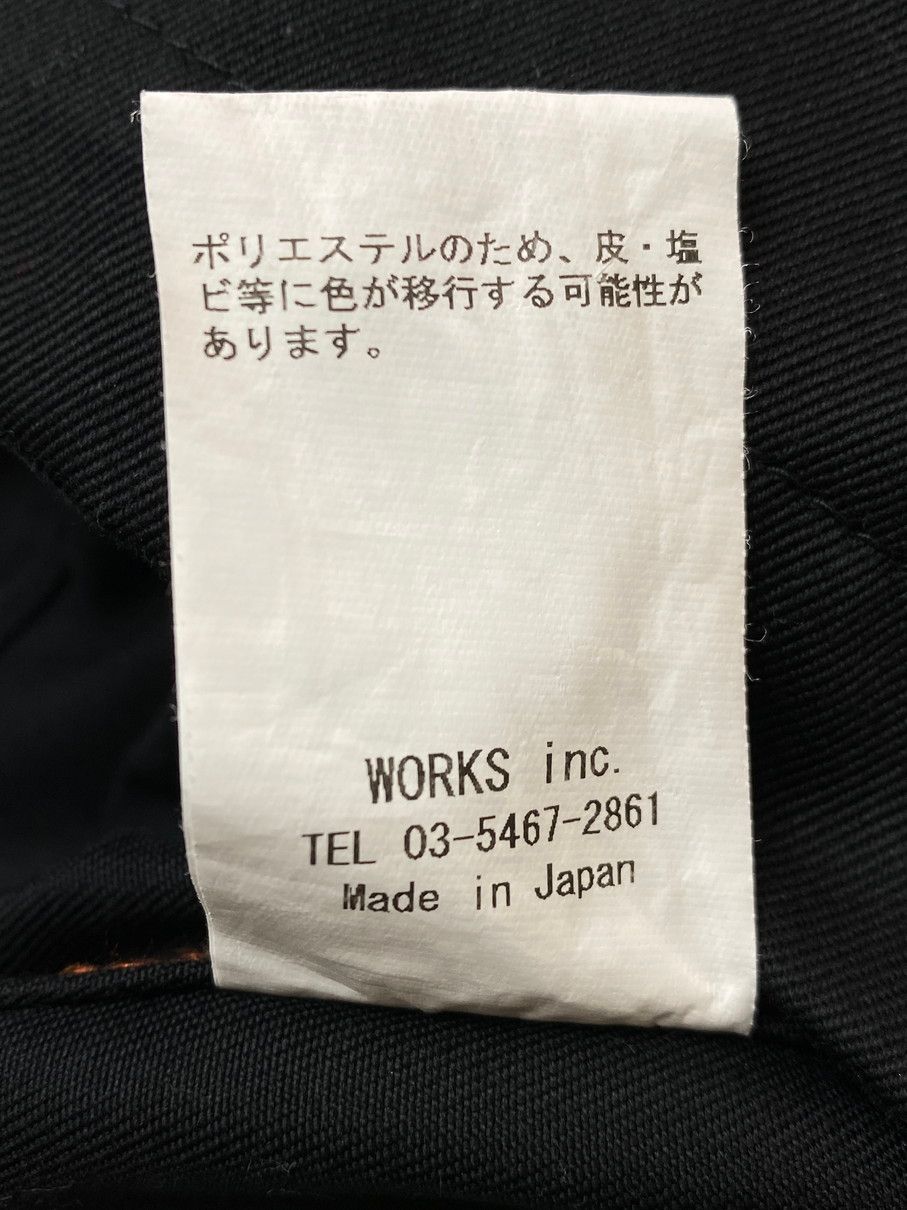 ポリエステルのため、皮・塩
ビ等に色が移行する可能性が
あります。
WORKS inc.
TEL 03-5467-2861
Made in Japan